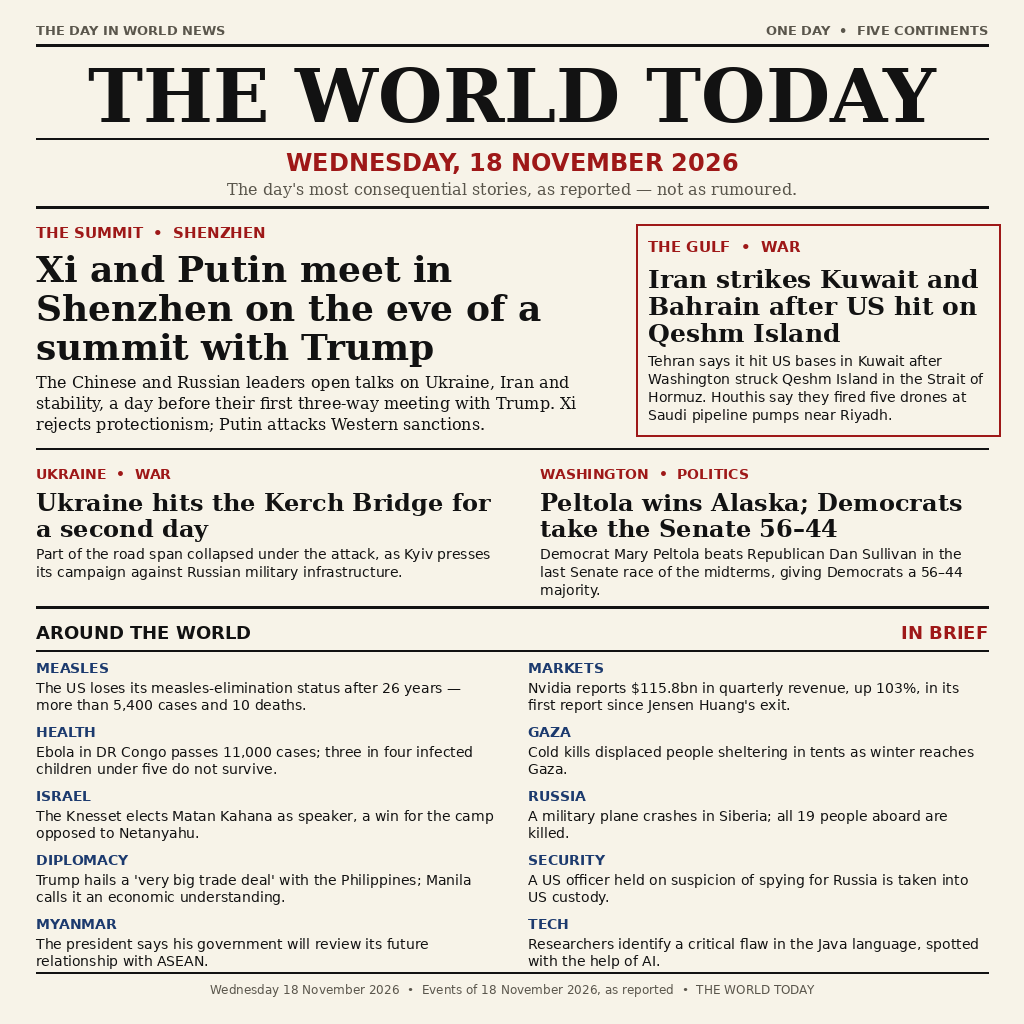 THE DAY IN WORLD NEWS
ONE DAY • FIVE CONTINENTS
THE WORLD TODAY
WEDNESDAY, 18 NOVEMBER 2026
The day's most consequential stories, as reported — not as rumoured.
THE SUMMIT • SHENZHEN
Xi and Putin meet in
Shenzhen on the eve of a
summit with Trump
The Chinese and Russian leaders open talks on Ukraine, Iran and
stability, a day before their first three-way meeting with Trump. Xi
rejects protectionism; Putin attacks Western sanctions.
THE GULF • WAR
Iran strikes Kuwait and
Bahrain after US hit on
Qeshm Island
Tehran says it hit US bases in Kuwait after
Washington struck Qeshm Island in the Strait of
Hormuz. Houthis say they fired five drones at
Saudi pipeline pumps near Riyadh.
UKRAINE • WAR
Ukraine hits the Kerch Bridge for
a second day
Part of the road span collapsed under the attack, as Kyiv presses
its campaign against Russian military infrastructure.
WASHINGTON • POLITICS
Peltola wins Alaska; Democrats
take the Senate 56–44
Democrat Mary Peltola beats Republican Dan Sullivan in the
last Senate race of the midterms, giving Democrats a 56–44
majority.
AROUND THE WORLD
IN BRIEF
MEASLES
The US loses its measles-elimination status after 26 years —
more than 5,400 cases and 10 deaths.
HEALTH
Ebola in DR Congo passes 11,000 cases; three in four infected
children under five do not survive.
ISRAEL
The Knesset elects Matan Kahana as speaker, a win for the camp
opposed to Netanyahu.
DIPLOMACY
Trump hails a 'very big trade deal' with the Philippines; Manila
calls it an economic understanding.
MYANMAR
The president says his government will review its future
relationship with ASEAN.
MARKETS
Nvidia reports $115.8bn in quarterly revenue, up 103%, in its
first report since Jensen Huang's exit.
GAZA
Cold kills displaced people sheltering in tents as winter reaches
Gaza.
RUSSIA
A military plane crashes in Siberia; all 19 people aboard are
killed.
SECURITY
A US officer held on suspicion of spying for Russia is taken into
US custody.
TECH
Researchers identify a critical flaw in the Java language, spotted
with the help of AI.
Wednesday 18 November 2026 • Events of 18 November 2026, as reported • THE WORLD TODAY